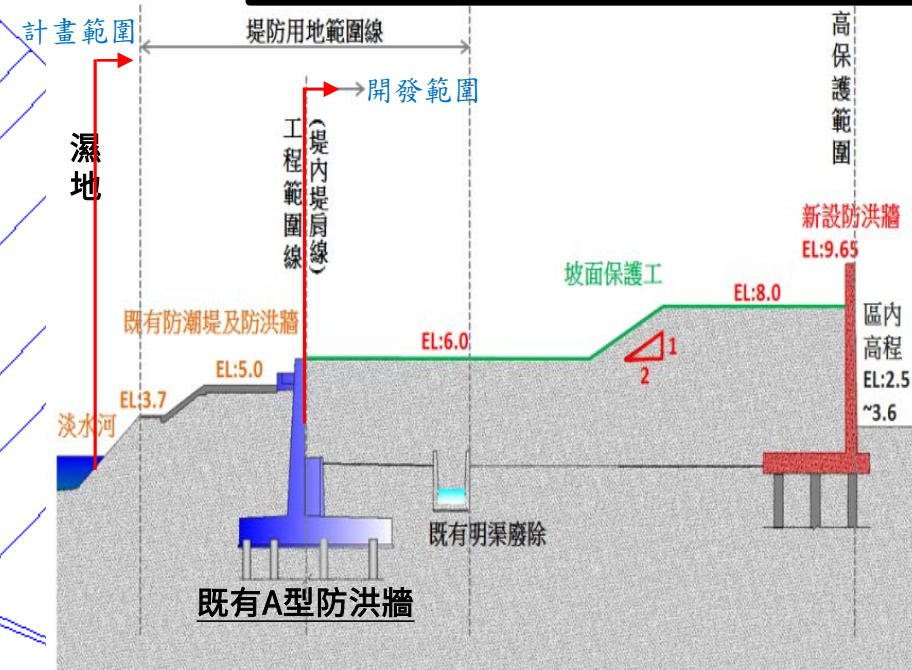 計畫範圍
堤防用地範圍線
高保護範圍
開發範圍
濕地
工程範圍線
(堤內堤肩線)
新設防洪牆
EL:9.65
坡面保護工
EL:8.0
既有防潮堤及防洪牆
區內
高程
EL:2.5
~3.6
EL:6.0
1
2
EL:5.0
EL:3.7
淡水河
既有明渠廢除
既有A型防洪牆